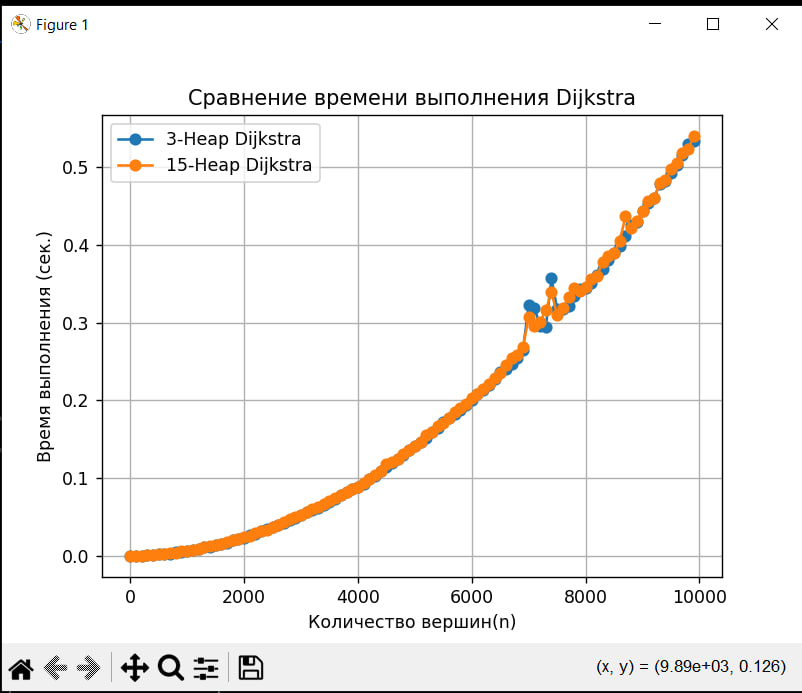 Figure 1
Сравнение времени выполнения Dijkstra
3-Heap Dijkstra
15-Heap Dijkstra
0.5
0.4
0.3
0.2
0.1
0.0
Время выполнения (сек.)
0 2000 4000 6000 8000 10000
Количество вершин(n)
(x, y) = (9.89e+03, 0.126)